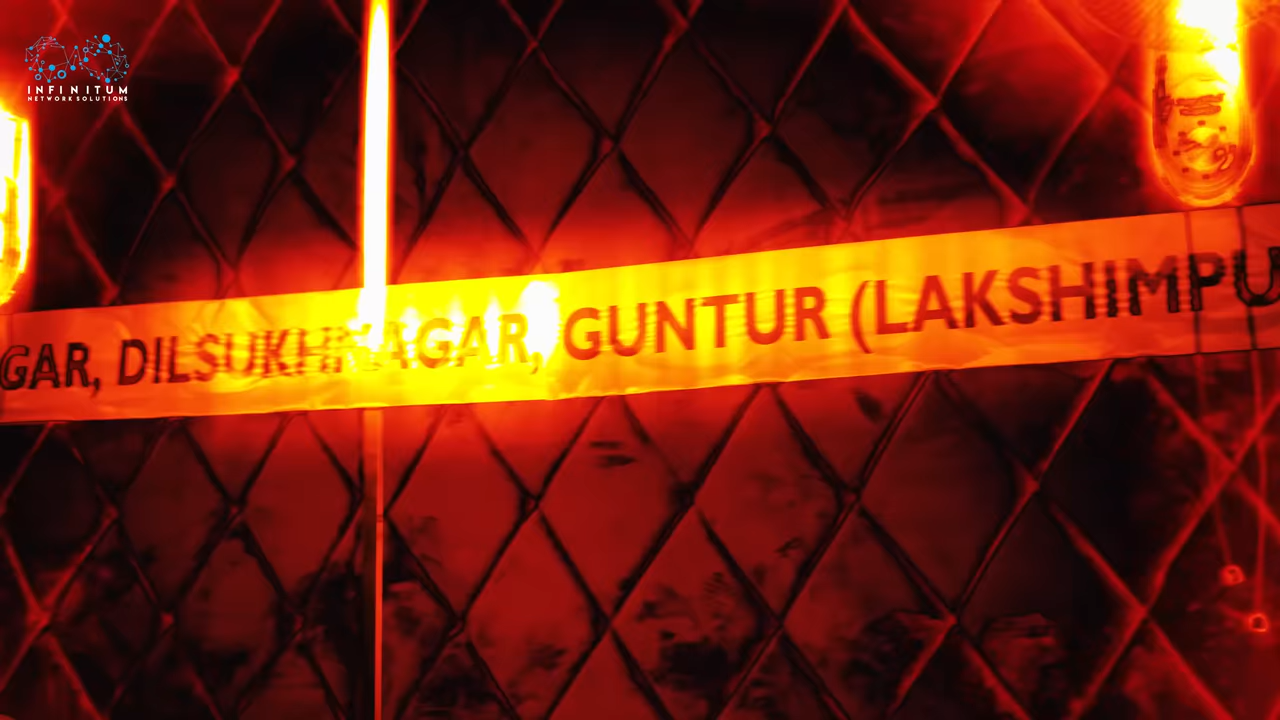 INFINITUM
NETWORK SOLUTIONS
GAR, DILSUKHNAGAR, GUNTUR (LAKSHIMPU